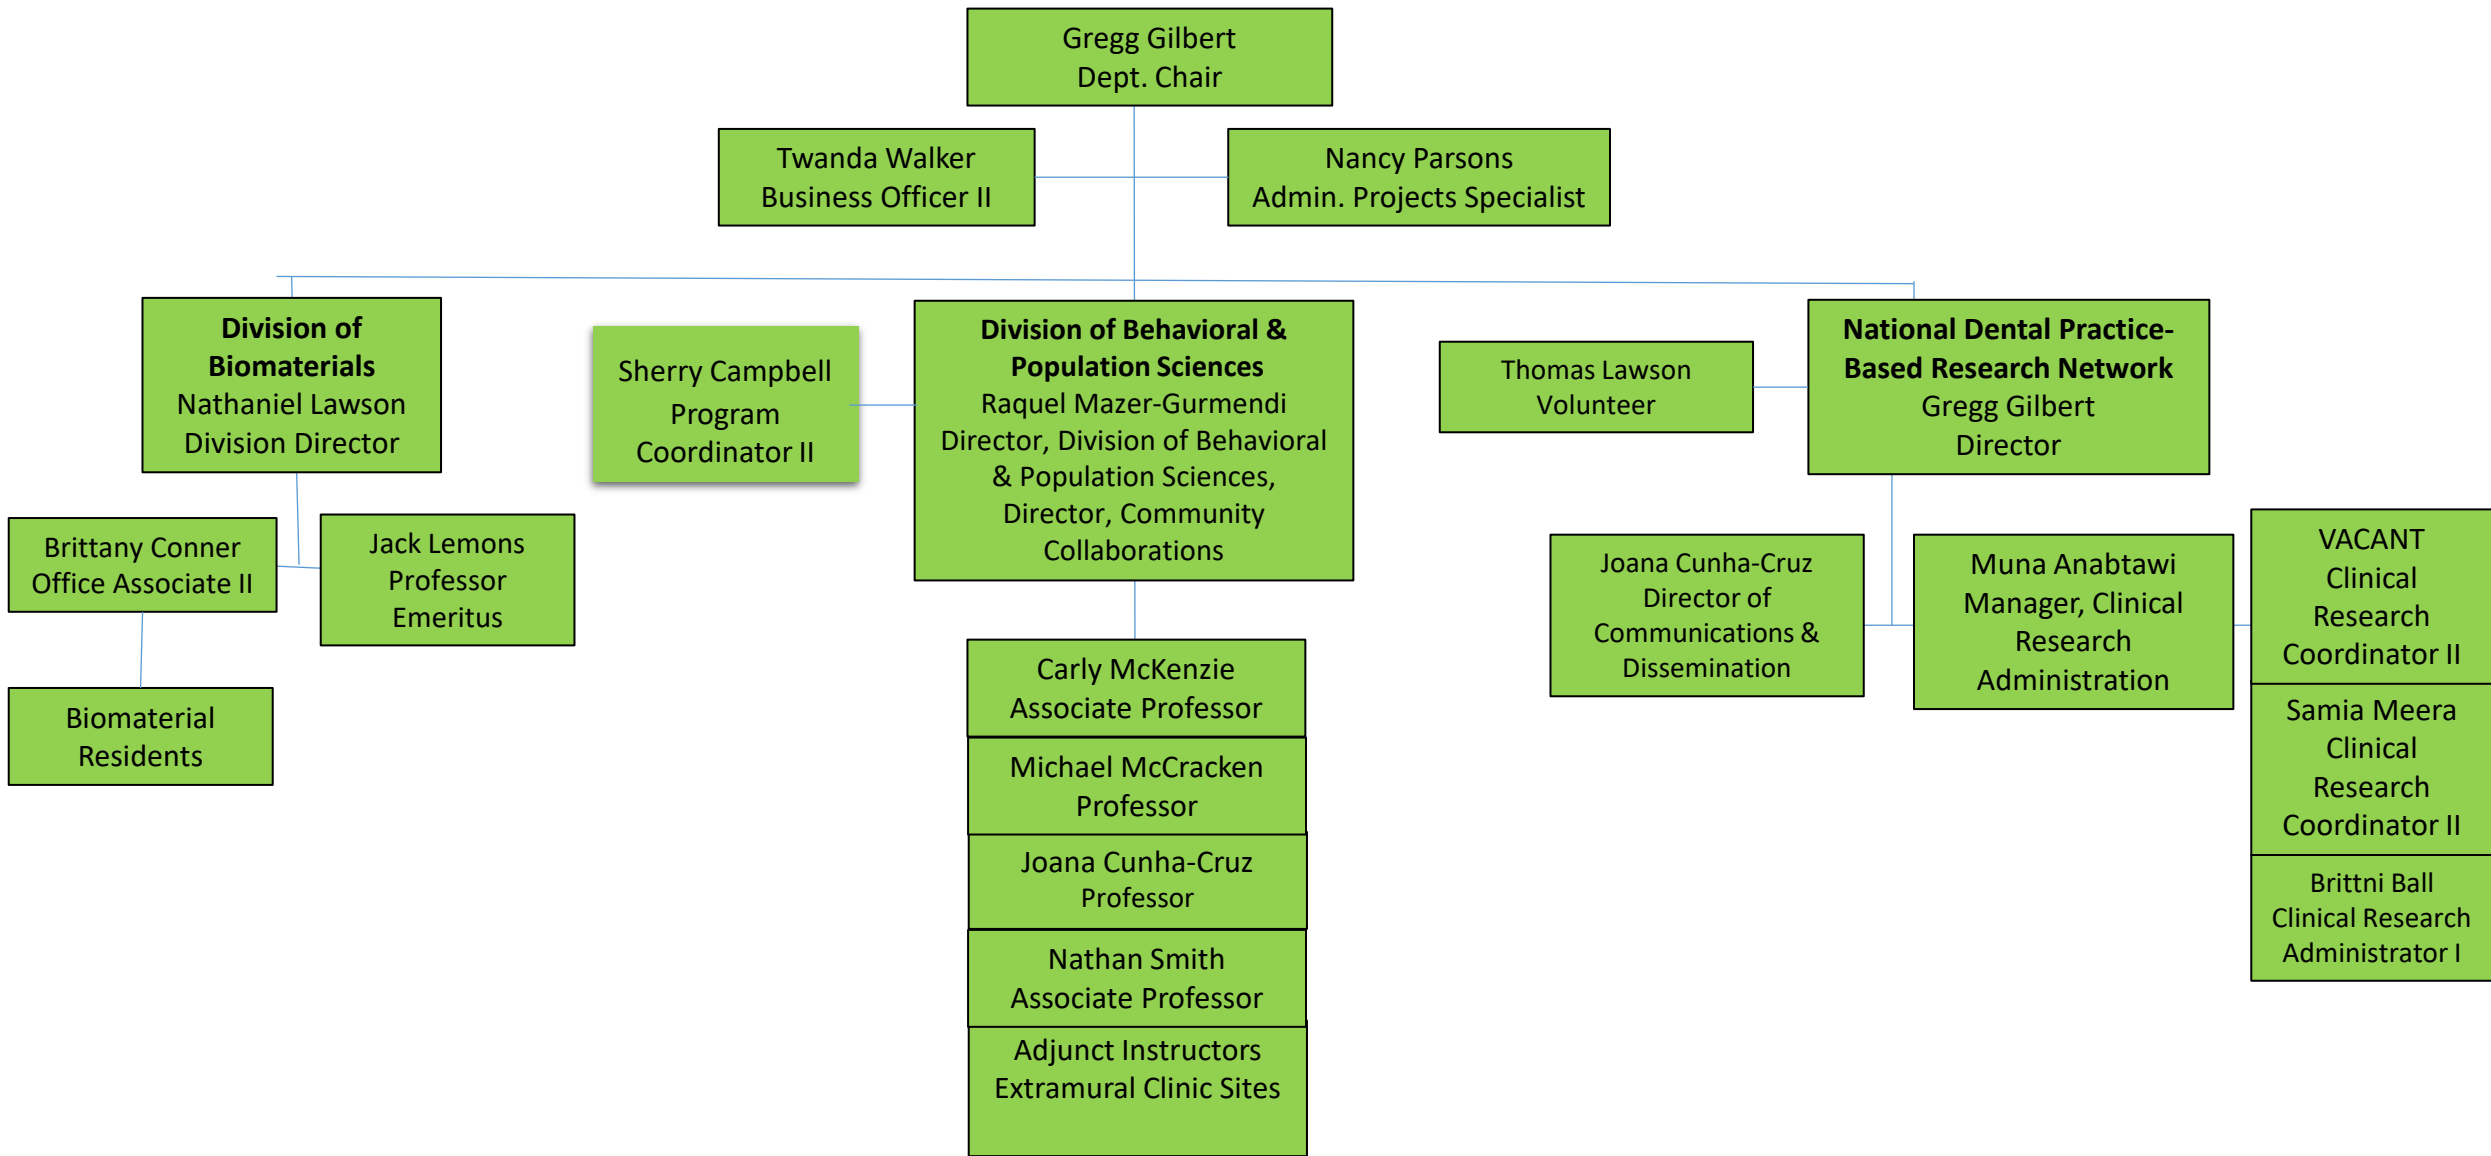 Gregg Gilbert
Dept. Chair
Twanda Walker
Business Officer II
Nancy Parsons
Admin. Projects Specialist
Division of
Biomaterials
Nathaniel Lawson
Division Director
Brittany Conner
Office Associate II
Jack Lemons
Professor
Emeritus
Biomaterial
Residents
Sherry Campbell
Program
Coordinator II
Division of Behavioral &
Population Sciences
Raquel Mazer-Gurmendi
Director, Division of Behavioral
& Population Sciences,
Director, Community
Collaborations
Carly McKenzie
Associate Professor
Michael McCracken
Professor
Joana Cunha-Cruz
Professor
Nathan Smith
Associate Professor
Adjunct Instructors
Extramural Clinic Sites
Thomas Lawson
Volunteer
National Dental Practice-
Based Research Network
Gregg Gilbert
Director
Joana Cunha-Cruz
Director of
Communications &
Dissemination
Muna Anabtawi
Manager, Clinical
Research
Administration
VACANT
Clinical
Research
Coordinator II
Samia Meera
Clinical
Research
Coordinator II
Brittni Ball
Clinical Research
Administrator I